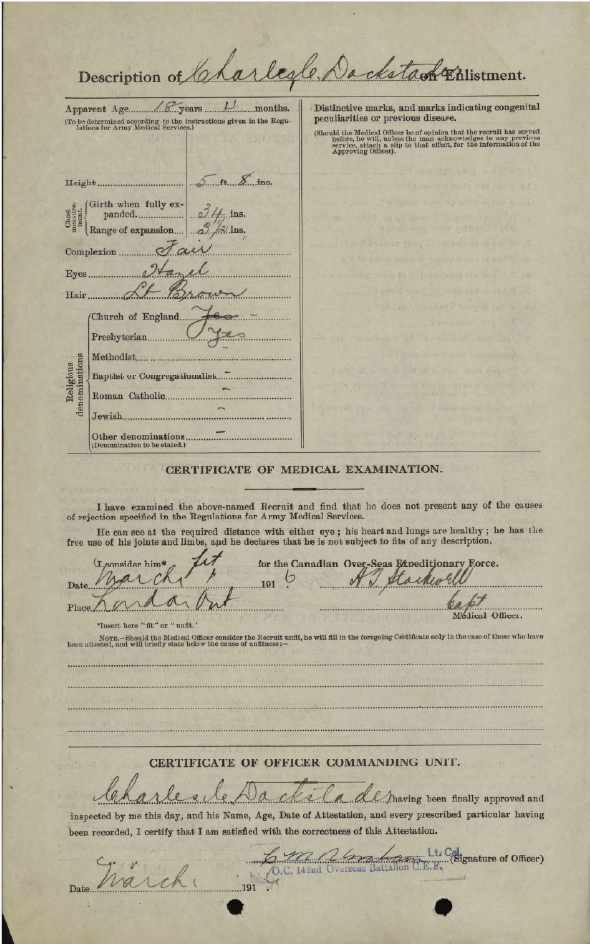 Description of Charles C. Dockstader on Enlistment.
Apparent Age 18 years 11 months.
(To be determined according to the instructions given in the Regu-
lations for Army Medical Services.)
Distinctive marks, and marks indicating congenital
peculiarities or previous disease.
(Should the Medical Officer be of opinion that the recruit has served
before, he will, unless the man acknowledges to any previous
service, attach a slip to that effect, for the information of the
Approving Officer).
Height 5 ft. 8 ins.
Chest measurement.
Girth when fully ex-
panded 34 ins.
Range of expansion 3 1/2 ins.
Complexion Fair
Eyes Hazel
Hair Lt Brown
Religious denominations
Church of England Yes -
Presbyterian Yes
Methodist -
Baptist or Congregationalist -
Roman Catholic -
Jewish -
Other denominations -
(Denomination to be stated.)
CERTIFICATE OF MEDICAL EXAMINATION.
I have examined the above-named Recruit and find that he does not present any of the causes
of rejection specified in the Regulations for Army Medical Services.
He can see at the required distance with either eye; his heart and lungs are healthy; he has the
free use of his joints and limbs, and he declares that he is not subject to fits of any description.
I consider him* fit for the Canadian Over-Seas Expeditionary Force.
Date March 1916
Place London Ont
Capt
Medical Officer.
*Insert here "fit" or "unfit."
NOTE.—Should the Medical Officer consider the Recruit unfit, he will fill in the foregoing Certificate only in the case of those who have
been attested, and will briefly state below the cause of unfitness:—
CERTIFICATE OF OFFICER COMMANDING UNIT.
Charles C Dockstader having been finally approved and
inspected by me this day, and his Name, Age, Date of Attestation, and every prescribed particular having
been recorded, I certify that I am satisfied with the correctness of this Attestation.
Lt. Col. (Signature of Officer)
O.C. 142nd Overseas Battalion C.E.F.
Date March 1916